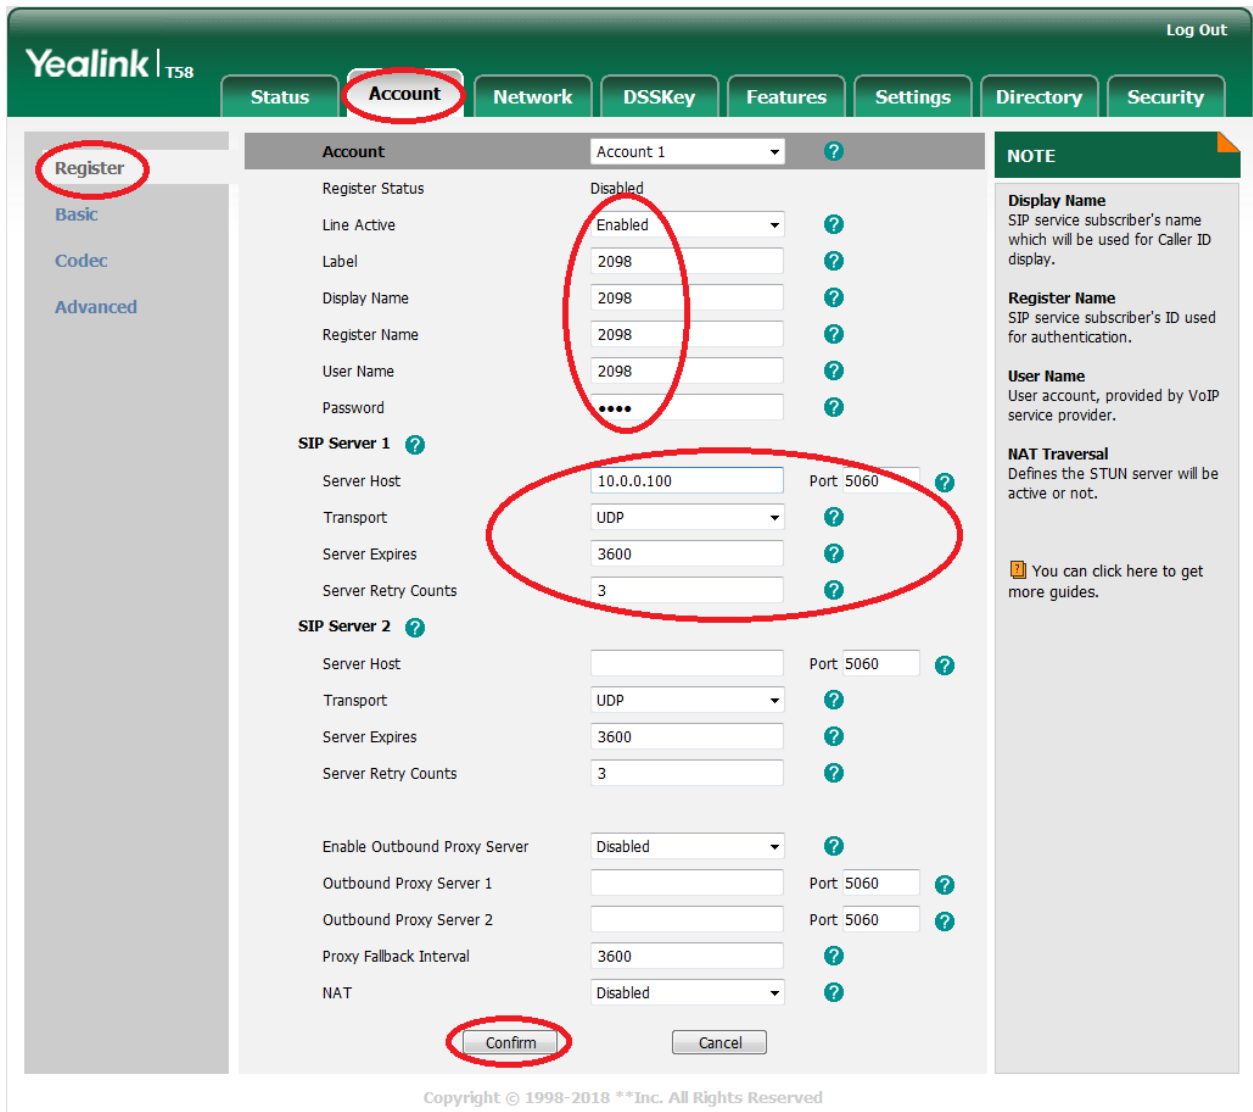 Log Out
Yealink | T58
Status Account Network DSSKey Features Settings Directory Security
Register
Basic
Codec
Advanced
Account Account 1 ?
Register Status Disabled
Line Active Enabled ?
Label 2098 ?
Display Name 2098 ?
Register Name 2098 ?
User Name 2098 ?
Password •••• ?
SIP Server 1 ?
Server Host 10.0.0.100 Port 5060 ?
Transport UDP ?
Server Expires 3600 ?
Server Retry Counts 3 ?
SIP Server 2 ?
Server Host Port 5060 ?
Transport UDP ?
Server Expires 3600 ?
Server Retry Counts 3 ?
Enable Outbound Proxy Server Disabled ?
Outbound Proxy Server 1 Port 5060 ?
Outbound Proxy Server 2 Port 5060 ?
Proxy Fallback Interval 3600 ?
NAT Disabled ?
Confirm Cancel
NOTE
Display Name
SIP service subscriber's name
which will be used for Caller ID
display.
Register Name
SIP service subscriber's ID used
for authentication.
User Name
User account, provided by VoIP
service provider.
NAT Traversal
Defines the STUN server will be
active or not.
? You can click here to get
more guides.
Copyright © 1998-2018 **Inc. All Rights Reserved